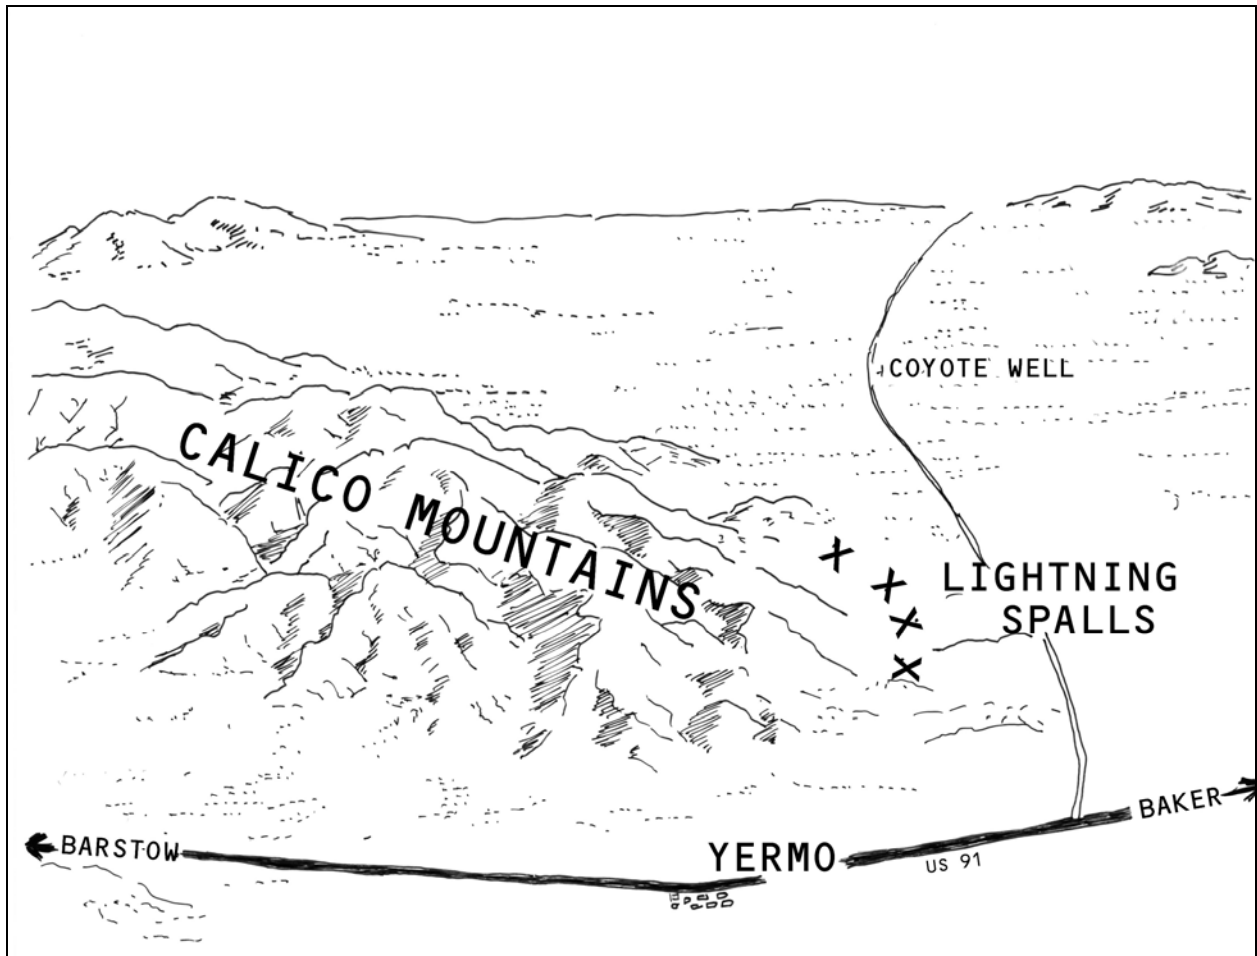 COYOTE WELL
CALICO MOUNTAINS
X
X
X
X
LIGHTNING
SPALLS
BARSTOW
YERMO
US 91
BAKER